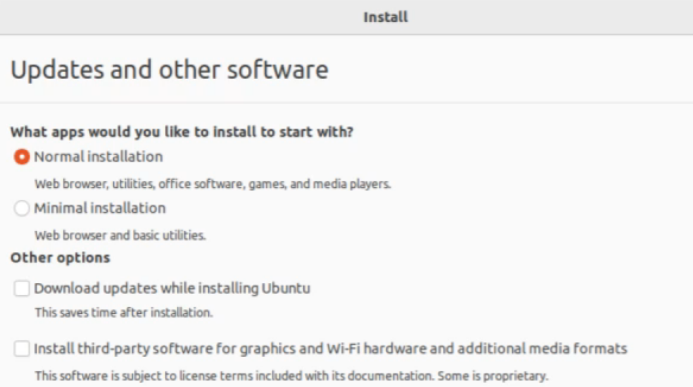 Install
Updates and other software
What apps would you like to install to start with?
Normal installation
Web browser, utilities, office software, games, and media players.
Minimal installation
Web browser and basic utilities.
Other options
Download updates while installing Ubuntu
This saves time after installation.
Install third-party software for graphics and Wi-Fi hardware and additional media formats
This software is subject to license terms included with its documentation. Some is proprietary.